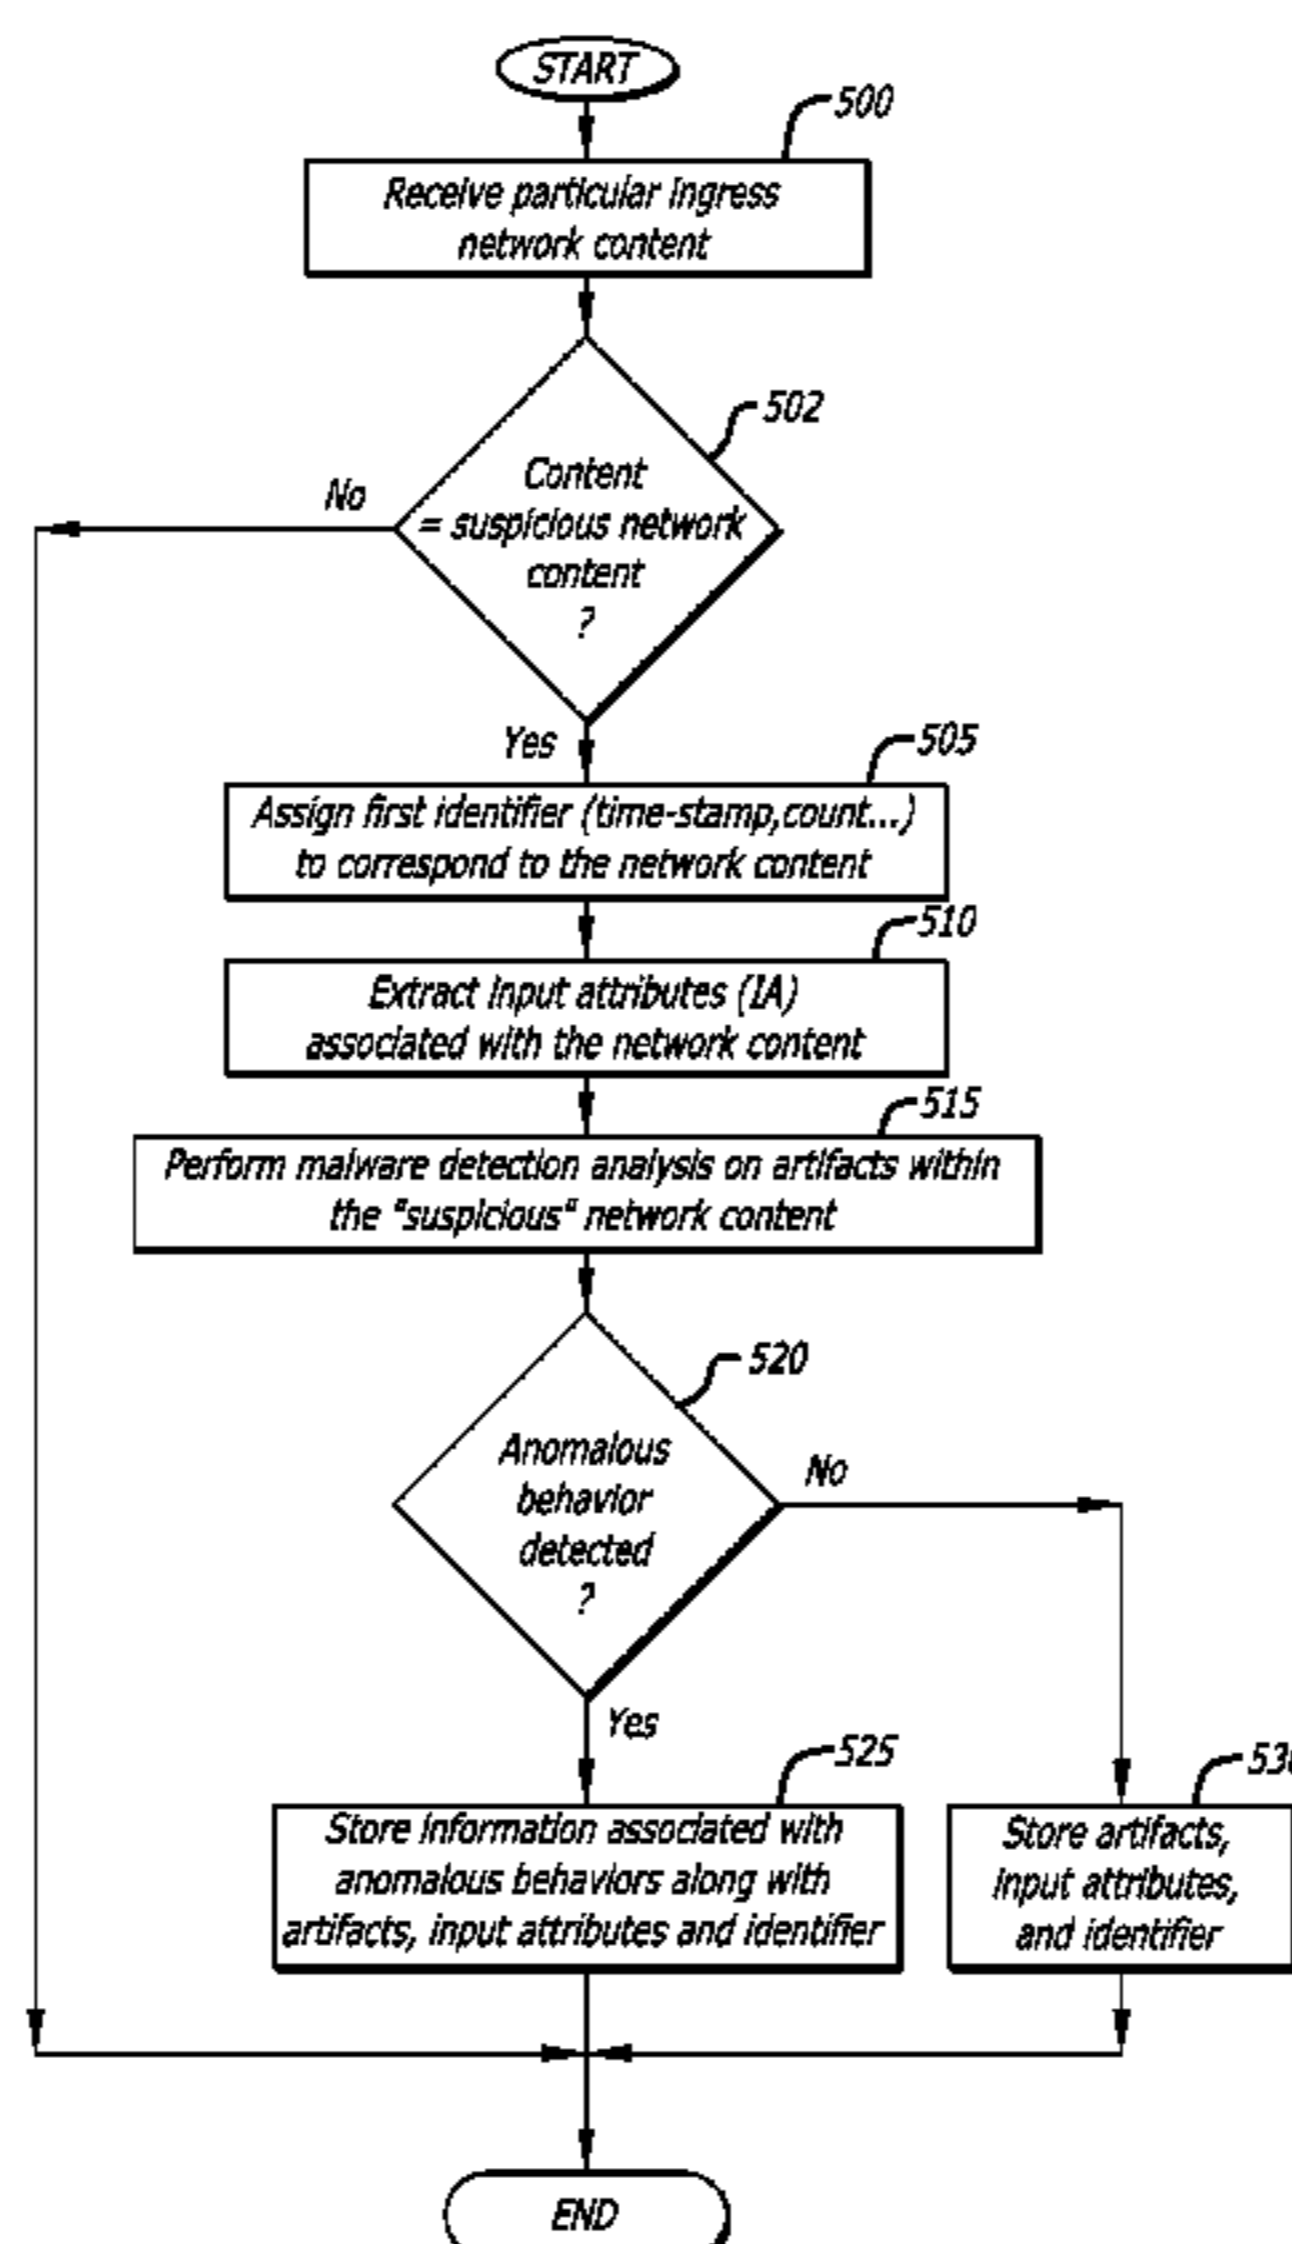 START
500
Receive particular ingress
network content
502
Content
= suspicious network
content
?
No
Yes
505
Assign first identifier (time-stamp,count...)
to correspond to the network content
510
Extract input attributes (IA)
associated with the network content
515
Perform malware detection analysis on artifacts within
the "suspicious" network content
520
Anomalous
behavior
detected
?
No
Yes
525
Store information associated with
anomalous behaviors along with
artifacts, input attributes and identifier
Store artifacts,
input attributes,
and identifier
END